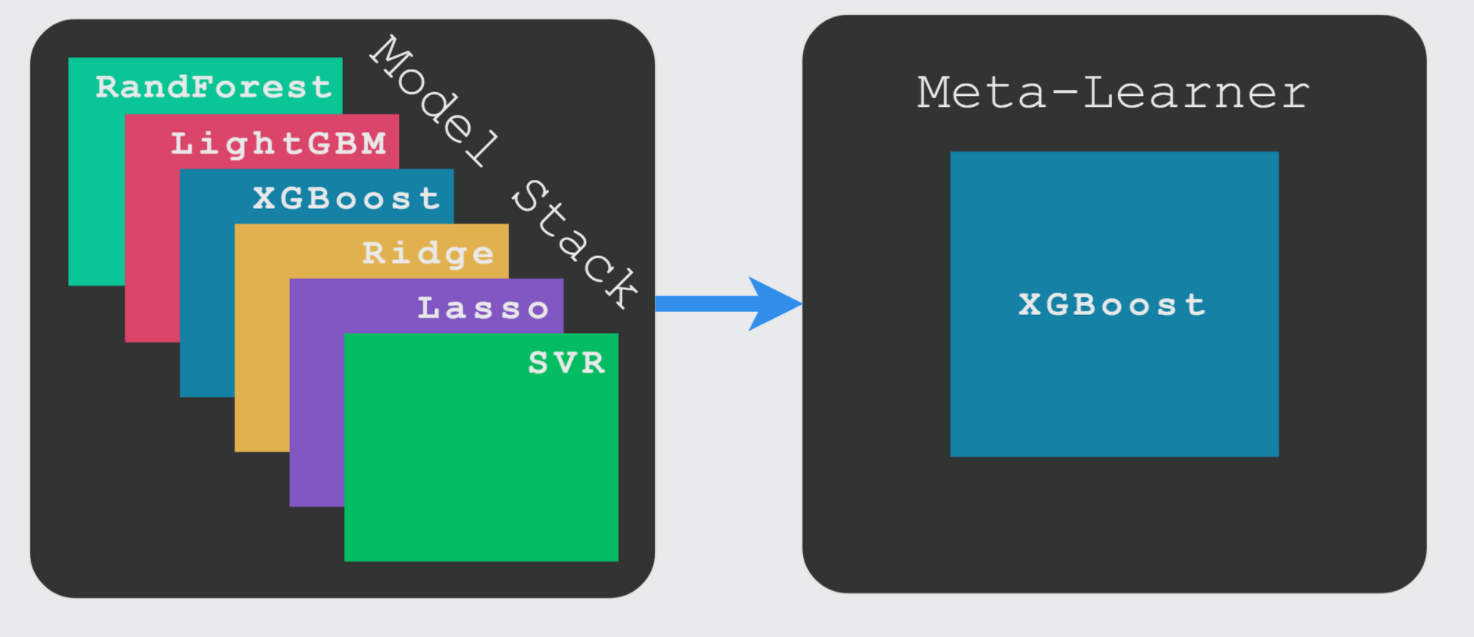 RandForest
LightGBM
XGBoost
Ridge
Lasso
SVR
Model Stack
Meta-Learner
XGBoost